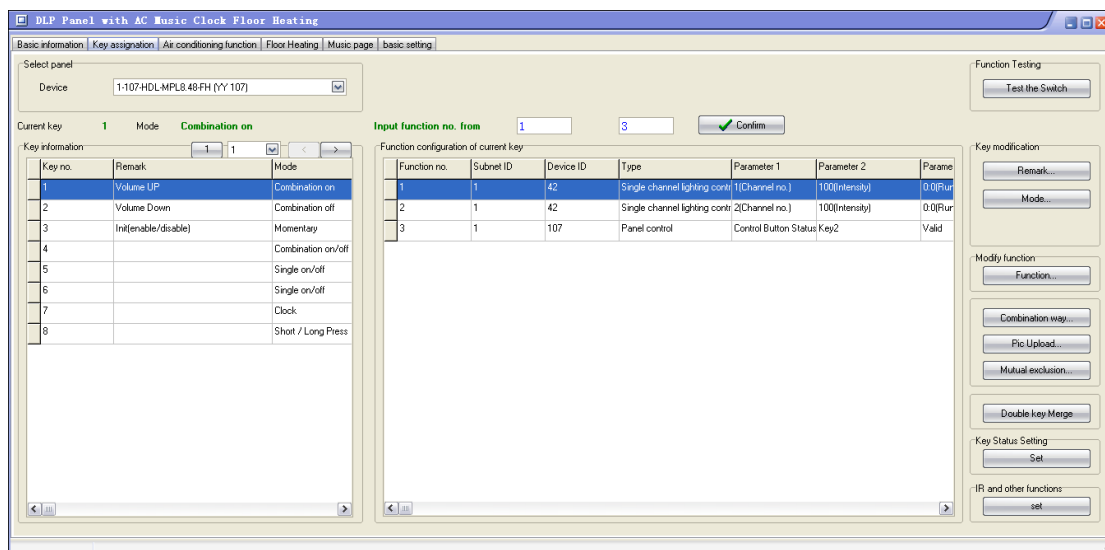 DLP Panel with AC Music Clock Floor Heating
Basic information Key assignation Air conditioning function Floor Heating Music page basic setting
Select panel
Device 1-107-HDL-MPL8.48-FH (YY 107)
Function Testing
Test the Switch
Current key 1 Mode Combination on Input function no. from 1 3 Confirm
Key information 1 1 < >
Key no. Remark Mode
1 Volume UP Combination on
2 Volume Down Combination off
3 Init(enable/disable) Momentary
4 Combination on/off
5 Single on/off
6 Single on/off
7 Clock
8 Short / Long Press
Function configuration of current key
Function no. Subnet ID Device ID Type Parameter 1 Parameter 2 Parame
1 1 42 Single channel lighting contr 1(Channel no.) 100(Intensity) 0:0(Rur
2 1 42 Single channel lighting contr 2(Channel no.) 100(Intensity) 0:0(Rur
3 1 107 Panel control Control Button Status Key2 Valid
Key modification
Remark...
Mode...
Modify function
Function...
Combination way...
Pic Upload...
Mutual exclusion...
Double key Merge
Key Status Setting
Set
IR and other functions
set